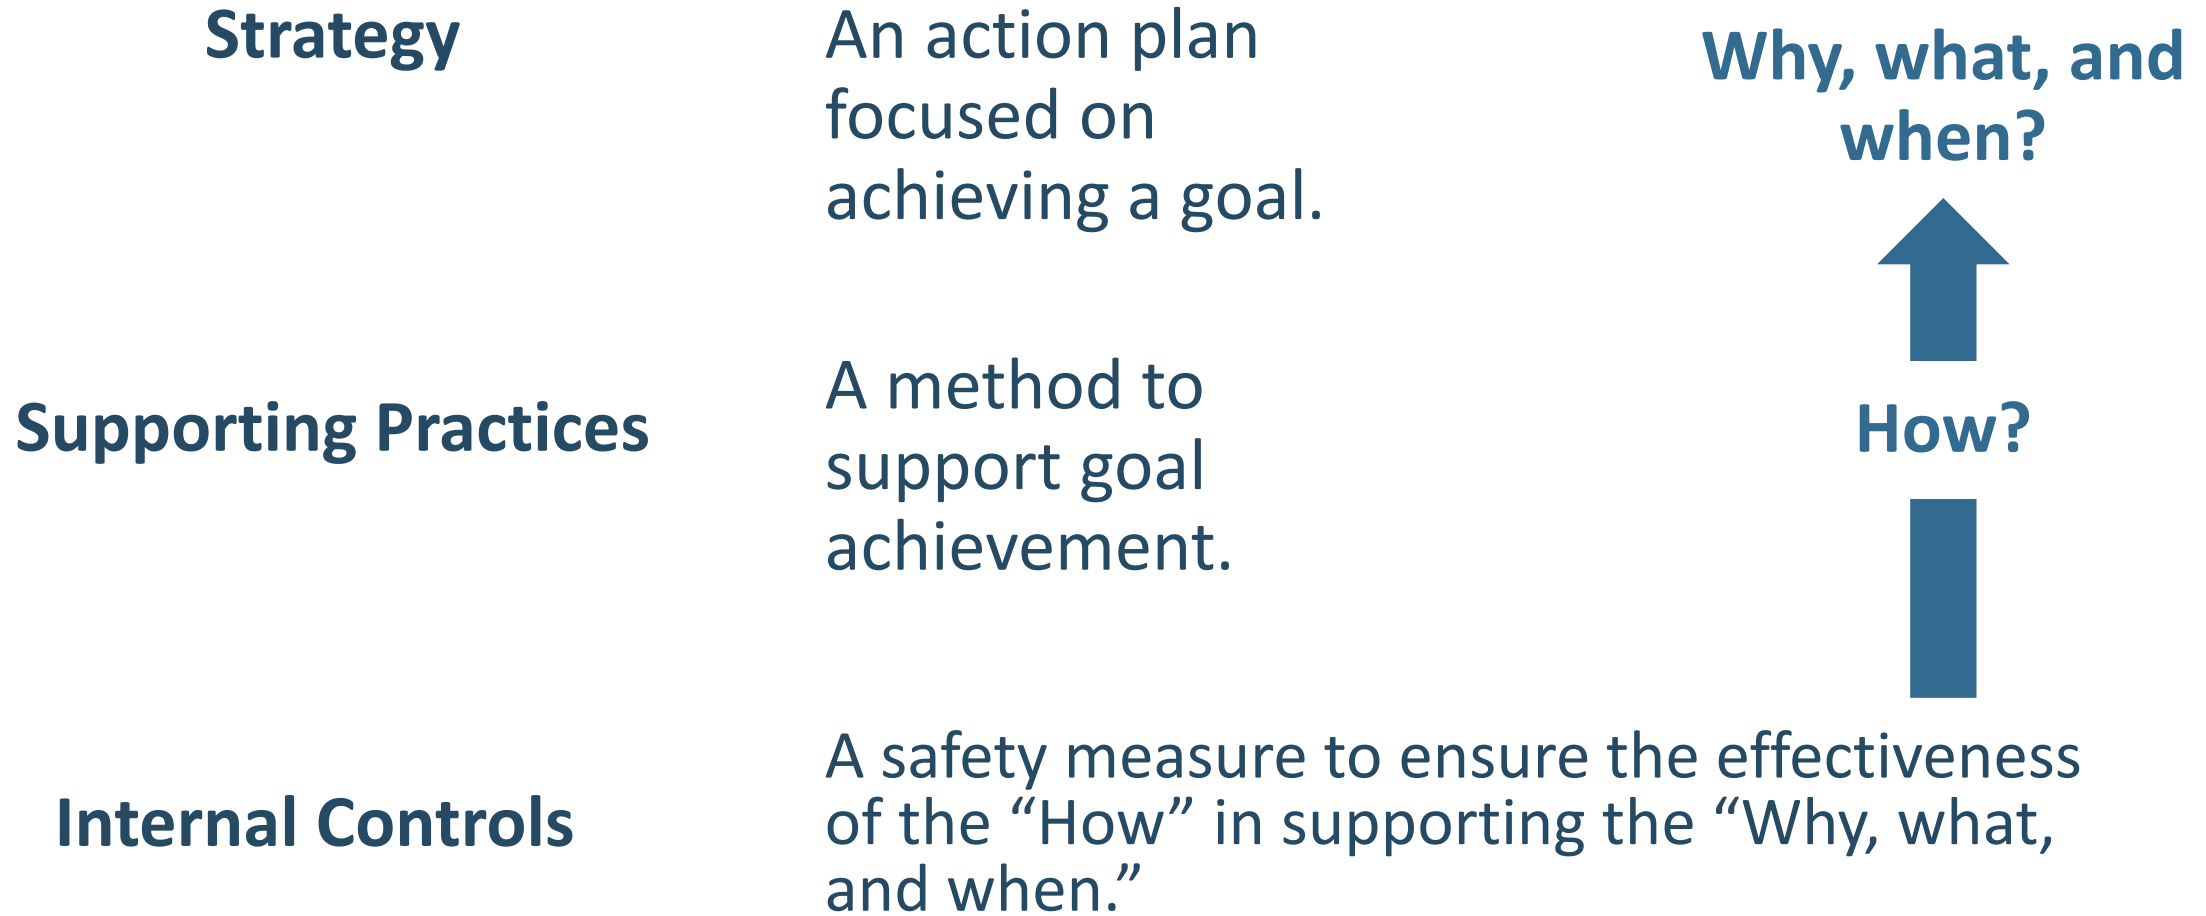 Strategy
An action plan
focused on
achieving a goal.
Why, what, and
when?
Supporting Practices
A method to
support goal
achievement.
How?
Internal Controls
A safety measure to ensure the effectiveness
of the “How” in supporting the “Why, what,
and when.”